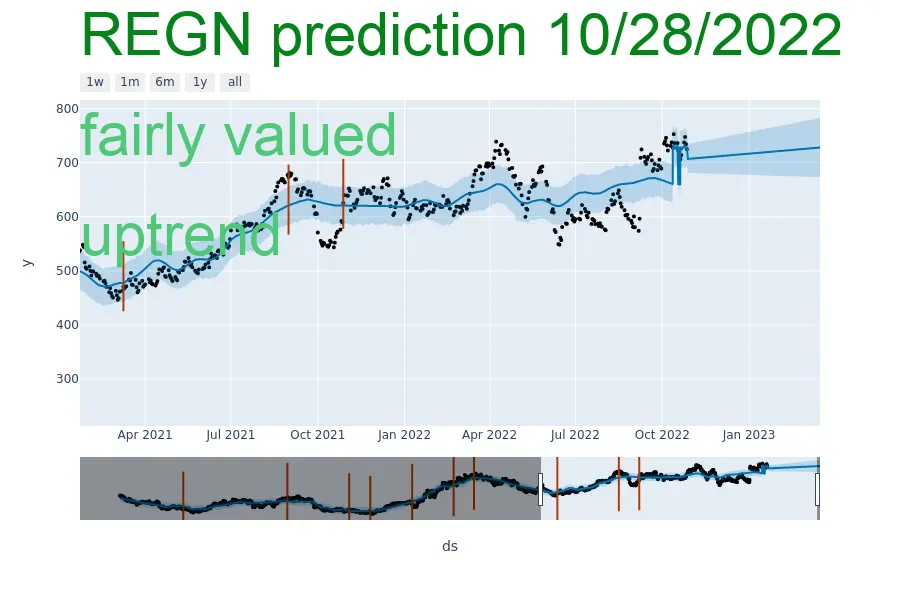 REGN prediction 10/28/2022
1w 1m 6m 1y all
fairly valued
uptrend
800
700
600
500
400
300
y
Apr 2021 Jul 2021 Oct 2021 Jan 2022 Apr 2022 Jul 2022 Oct 2022 Jan 2023
ds